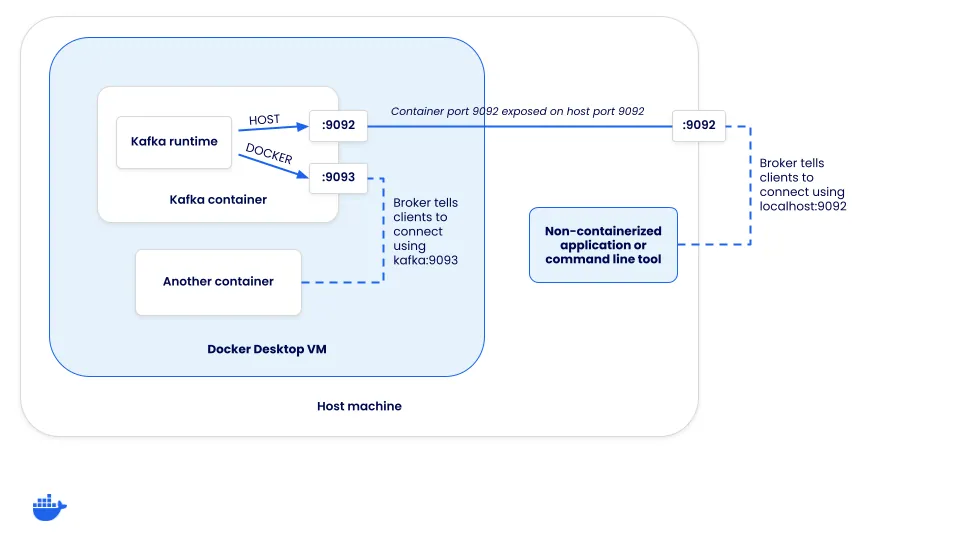 Container port 9092 exposed on host port 9092
HOST
:9092
:9092
Kafka runtime
DOCKER
:9093
Kafka container
Broker tells
clients to
connect
using
kafka:9093
Broker tells
clients to
connect using
localhost:9092
Non-containerized
application or
command line tool
Another container
Docker Desktop VM
Host machine